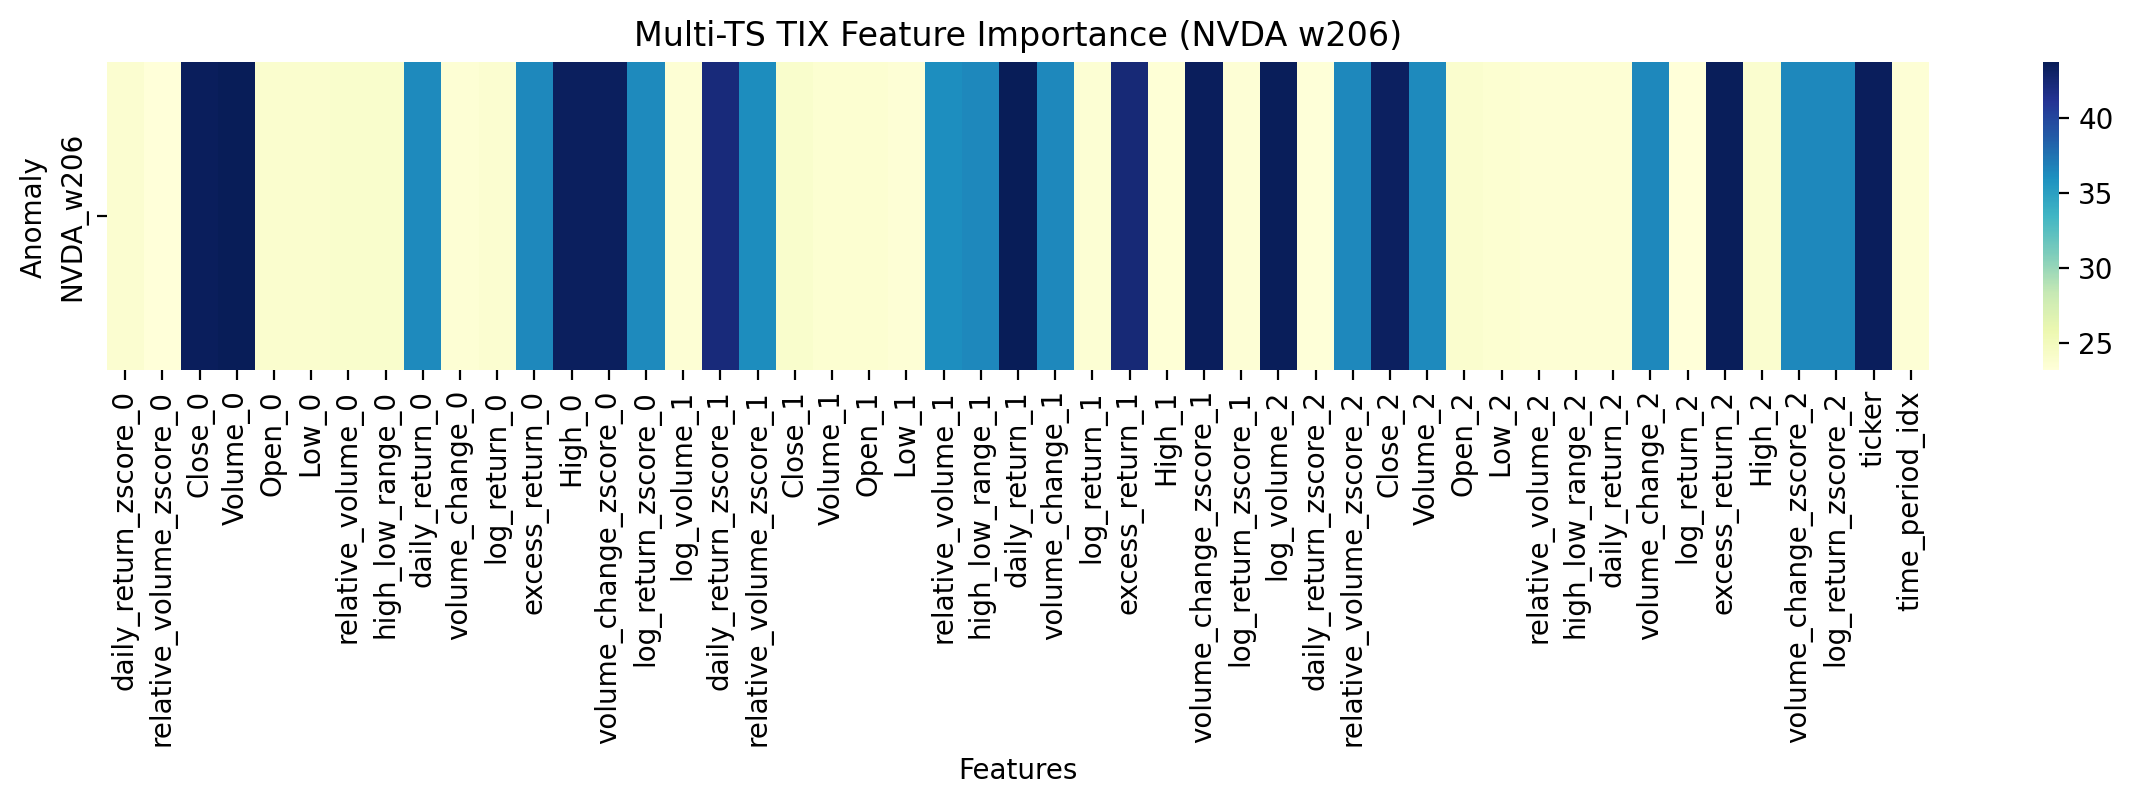 Multi-TS TIX Feature Importance (NVDA w206)
Anomaly
NVDA_w206
40
35
30
25
daily_return_zscore_0
relative_volume_zscore_0
Close_0
Volume_0
Open_0
Low_0
relative_volume_0
high_low_range_0
daily_return_0
volume_change_0
log_return_0
excess_return_0
High_0
volume_change_zscore_0
log_return_zscore_0
log_volume_1
daily_return_zscore_1
relative_volume_zscore_1
Close_1
Volume_1
Open_1
Low_1
relative_volume_1
high_low_range_1
daily_return_1
volume_change_1
log_return_1
excess_return_1
High_1
volume_change_zscore_1
log_return_zscore_1
log_volume_2
daily_return_zscore_2
relative_volume_zscore_2
Close_2
Volume_2
Open_2
Low_2
relative_volume_2
high_low_range_2
daily_return_2
volume_change_2
log_return_2
excess_return_2
High_2
volume_change_zscore_2
log_return_zscore_2
ticker
time_period_idx
Features